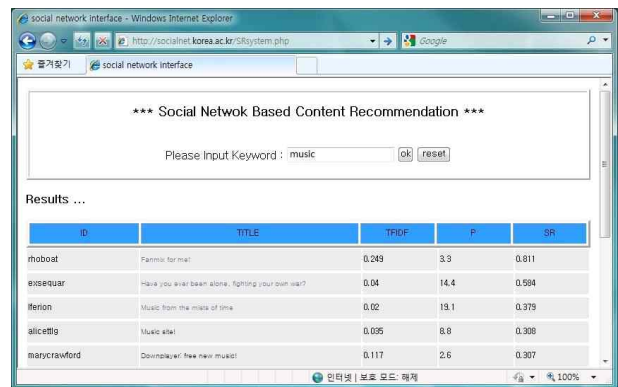 social network interface - Windows Internet Explorer
http://socialnet.korea.ac.kr/SRsystem.php
Google
즐겨찾기
social network interface
*** Social Netwok Based Content Recommendation ***
Please Input Keyword : music ok reset
Results ...
ID TITLE TFIDF P SR
rhoboat Fanmix for me! 0.249 3.3 0.811
exsequar Have you ever been alone, fighting your own war? 0.04 14.4 0.584
lferion Music from the mists of time 0.02 19.1 0.379
alicettlg Music site! 0.035 8.8 0.308
marycrawford Downplayer! free new music! 0.117 2.6 0.307
인터넷 | 보호 모드: 해제 100%